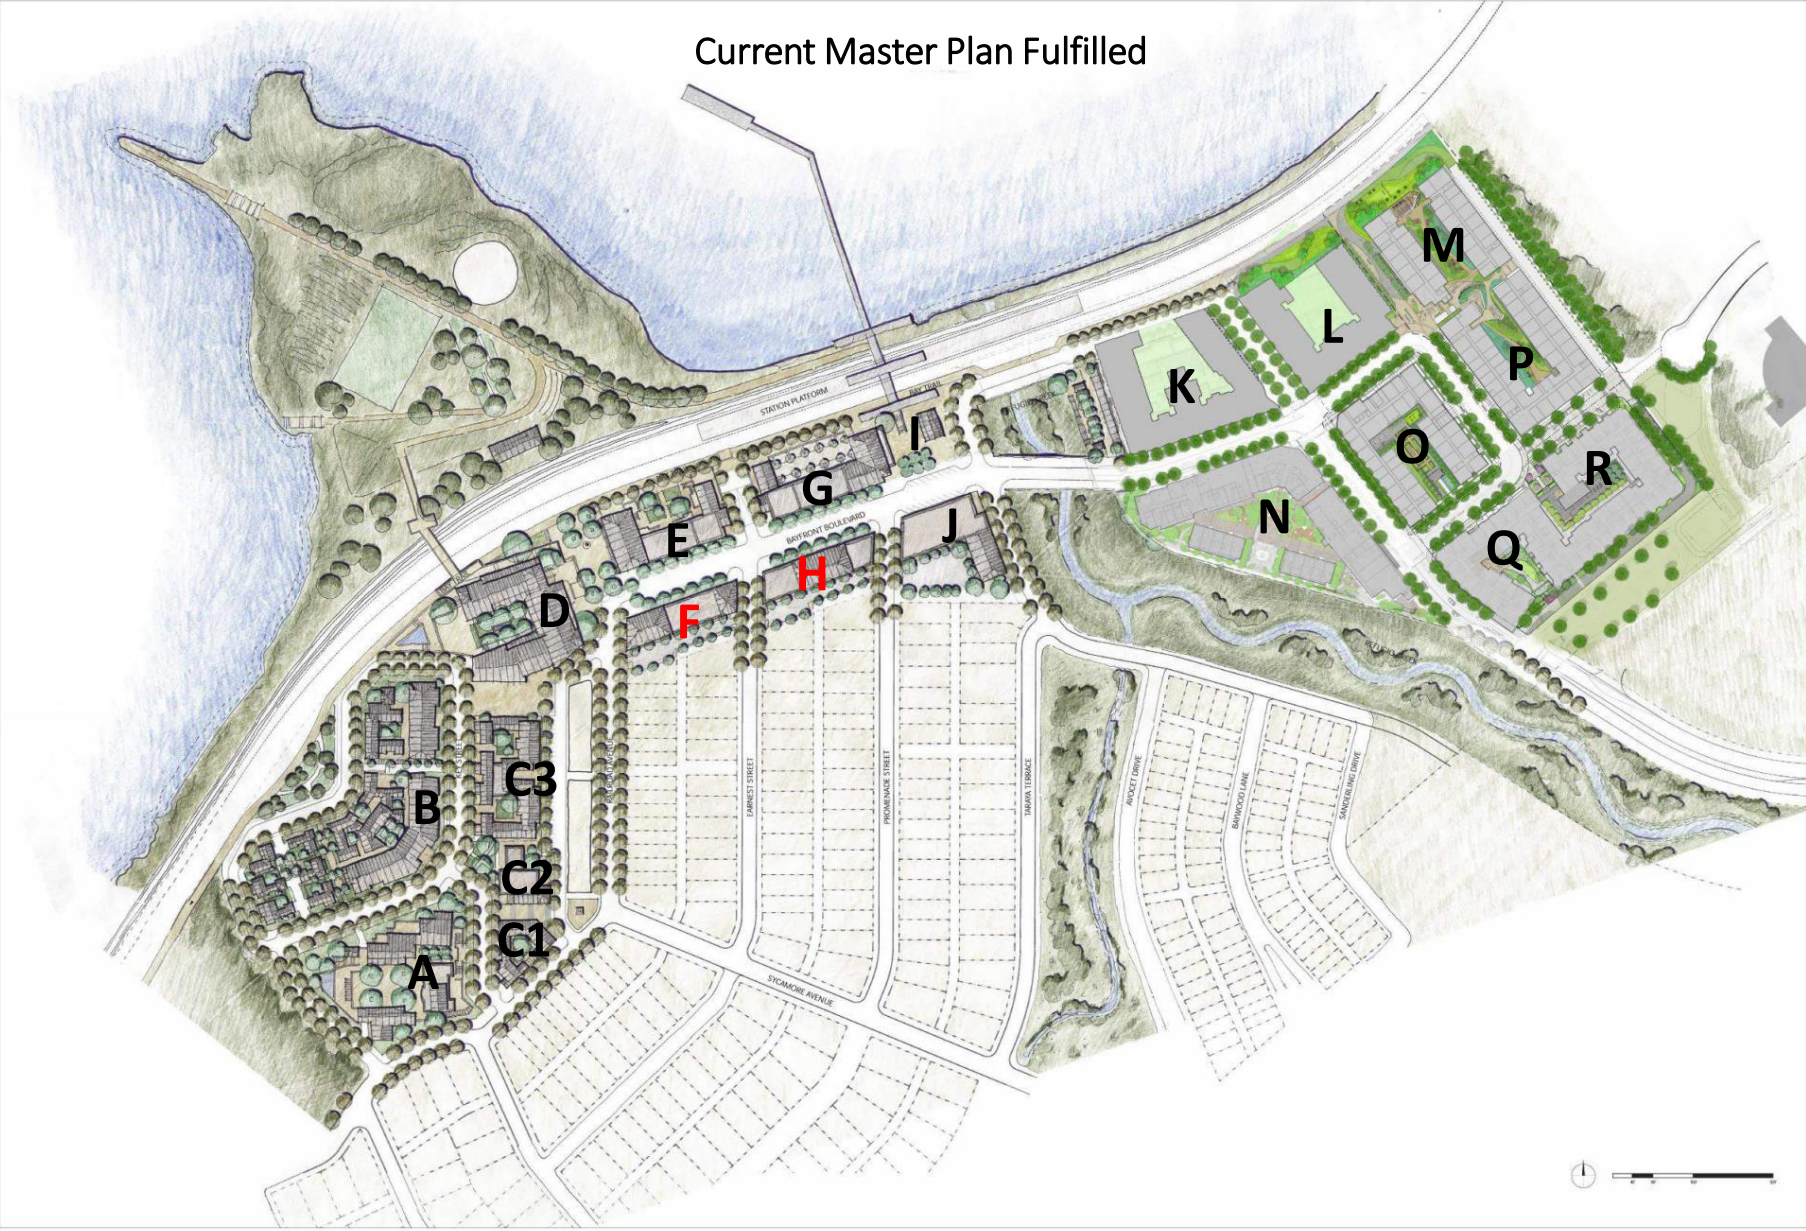 Current Master Plan Fulfilled
M
L
P
K
STATION PLATFORM
BAY TRAIL
I
O
R
G
N
BAYFRONT BOULEVARD
J
E
Q
H
D
F
C3
B
EARNEST STREET
PROMENADE STREET
TARAYA TERRACE
AVOCET DRIVE
BAYWOOD LANE
SANDERLING DRIVE
C2
C1
A
SYCAMORE AVENUE